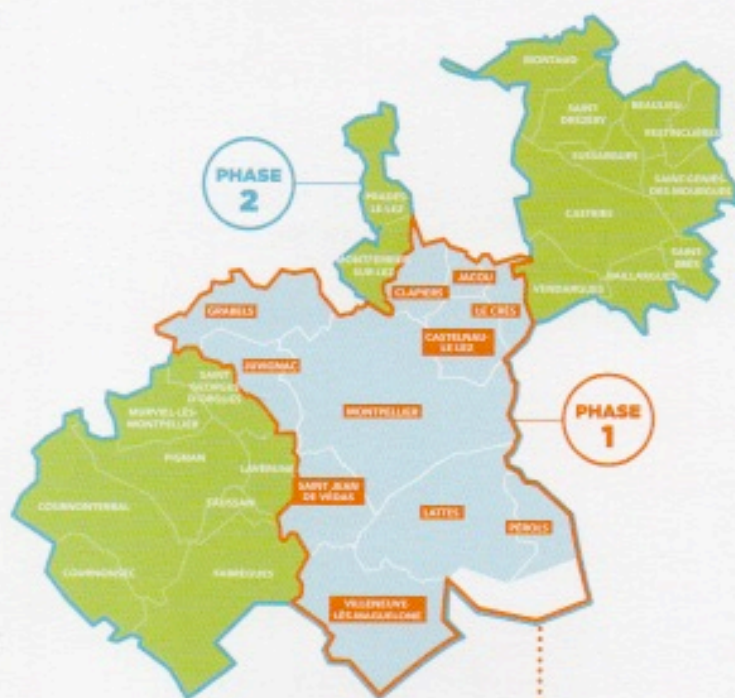 MONTAUD
SAINT
DRÉZÉRY
BEAULIEU
RESTINCLIÈRES
SUSSARGUES
SAINT-GENIÈS-
DES-MOURGUES
CASTRIES
SAINT-
BRÈS
BAILLARGUES
VENDARGUES
PHASE
2
PRADES-
LE-LEZ
MONTFERRIER
SUR-LEZ
JACOU
CLAPIERS
LE CRÈS
GRABELS
CASTELNAU-
LE LEZ
JUVIGNAC
SAINT
GEORGES
D'ORQUES
MONTPELLIER
PHASE
1
MURVIEL-LÈS-
MONTPELLIER
PIGNAN
LAVÉRUNE
SAINT JEAN
DE VÉDAS
COURNONTERRAL
SAUSSAN
LATTES
PÉROLS
COURNONSEC
FABRÈGUES
VILLENEUVE-
LÈS-MAGUELONE